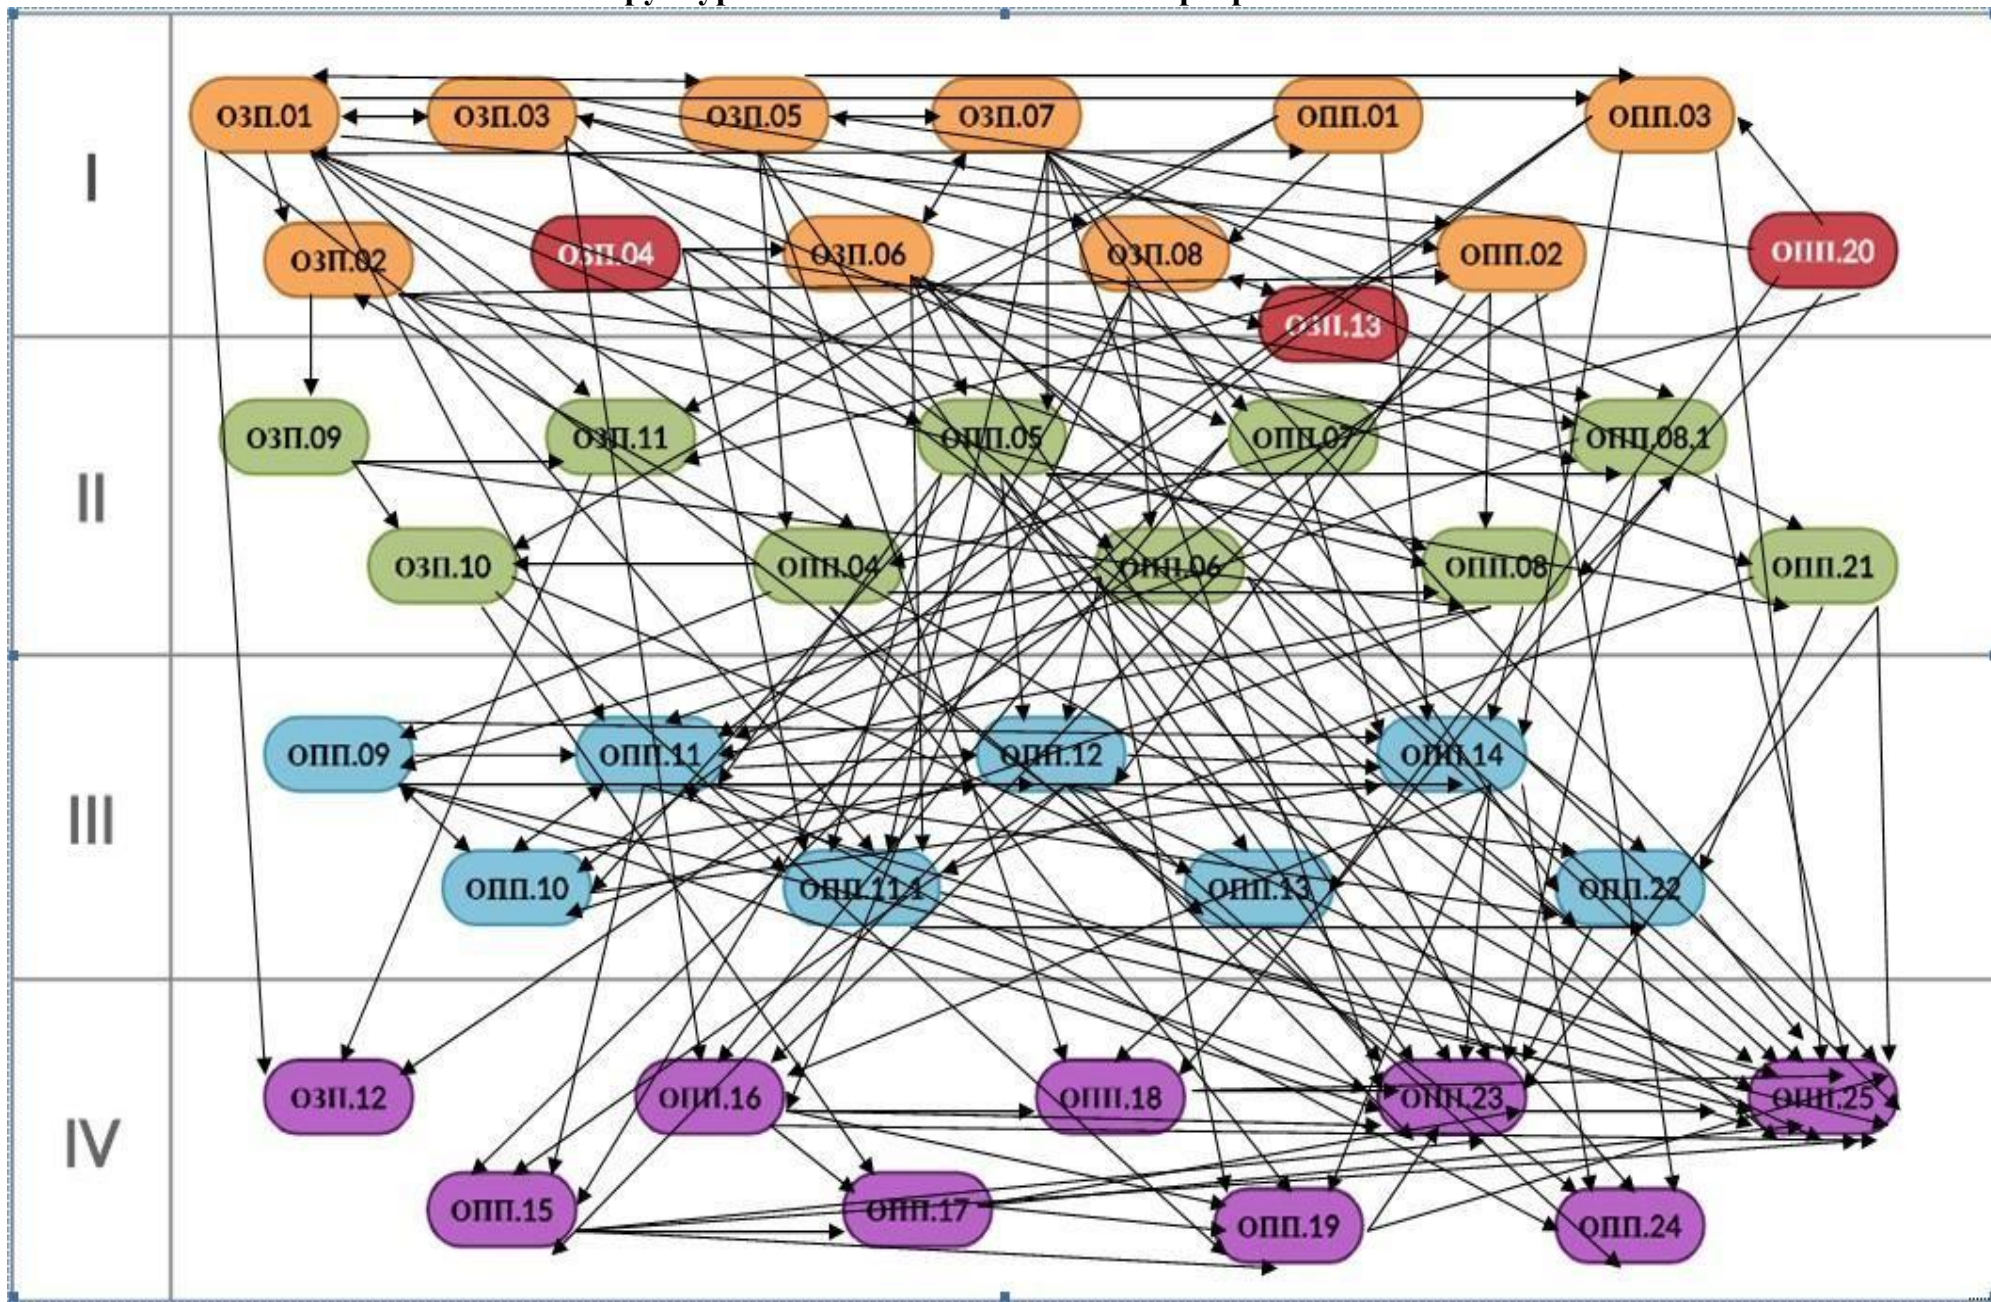 I
ОЗП.01 ОЗП.03 ОЗП.05 ОЗП.07 ОПП.01 ОПП.03
ОЗП.02 ОЗП.04 ОЗП.06 ОЗП.08 ОПП.02 ОПП.20
ОЗП.13
II
ОЗП.09 ОЗП.11 ОПП.05 ОПП.07 ОПП.08.1
ОЗП.10 ОПП.04 ОПП.06 ОПП.08 ОПП.21
III
ОПП.09 ОПП.11 ОПП.12 ОПП.14
ОПП.10 ОПП.11.1 ОПП.13 ОПП.22
IV
ОЗП.12 ОПП.16 ОПП.18 ОПП.23 ОПП.25
ОПП.15 ОПП.17 ОПП.19 ОПП.24